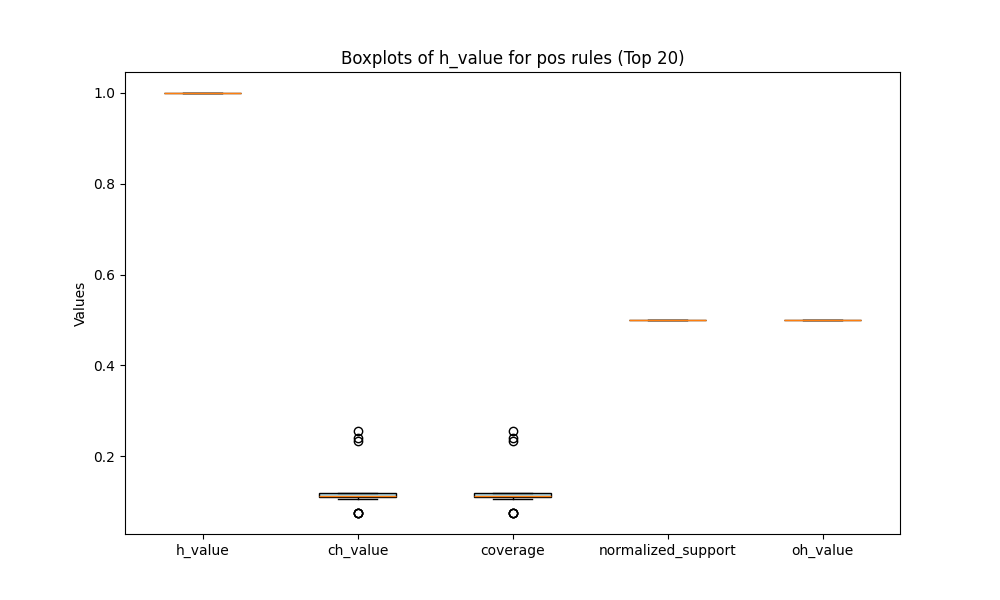 Boxplots of h_value for pos rules (Top 20)
1.0
0.8
0.6
0.4
0.2
Values
h_value
ch_value
coverage
normalized_support
oh_value